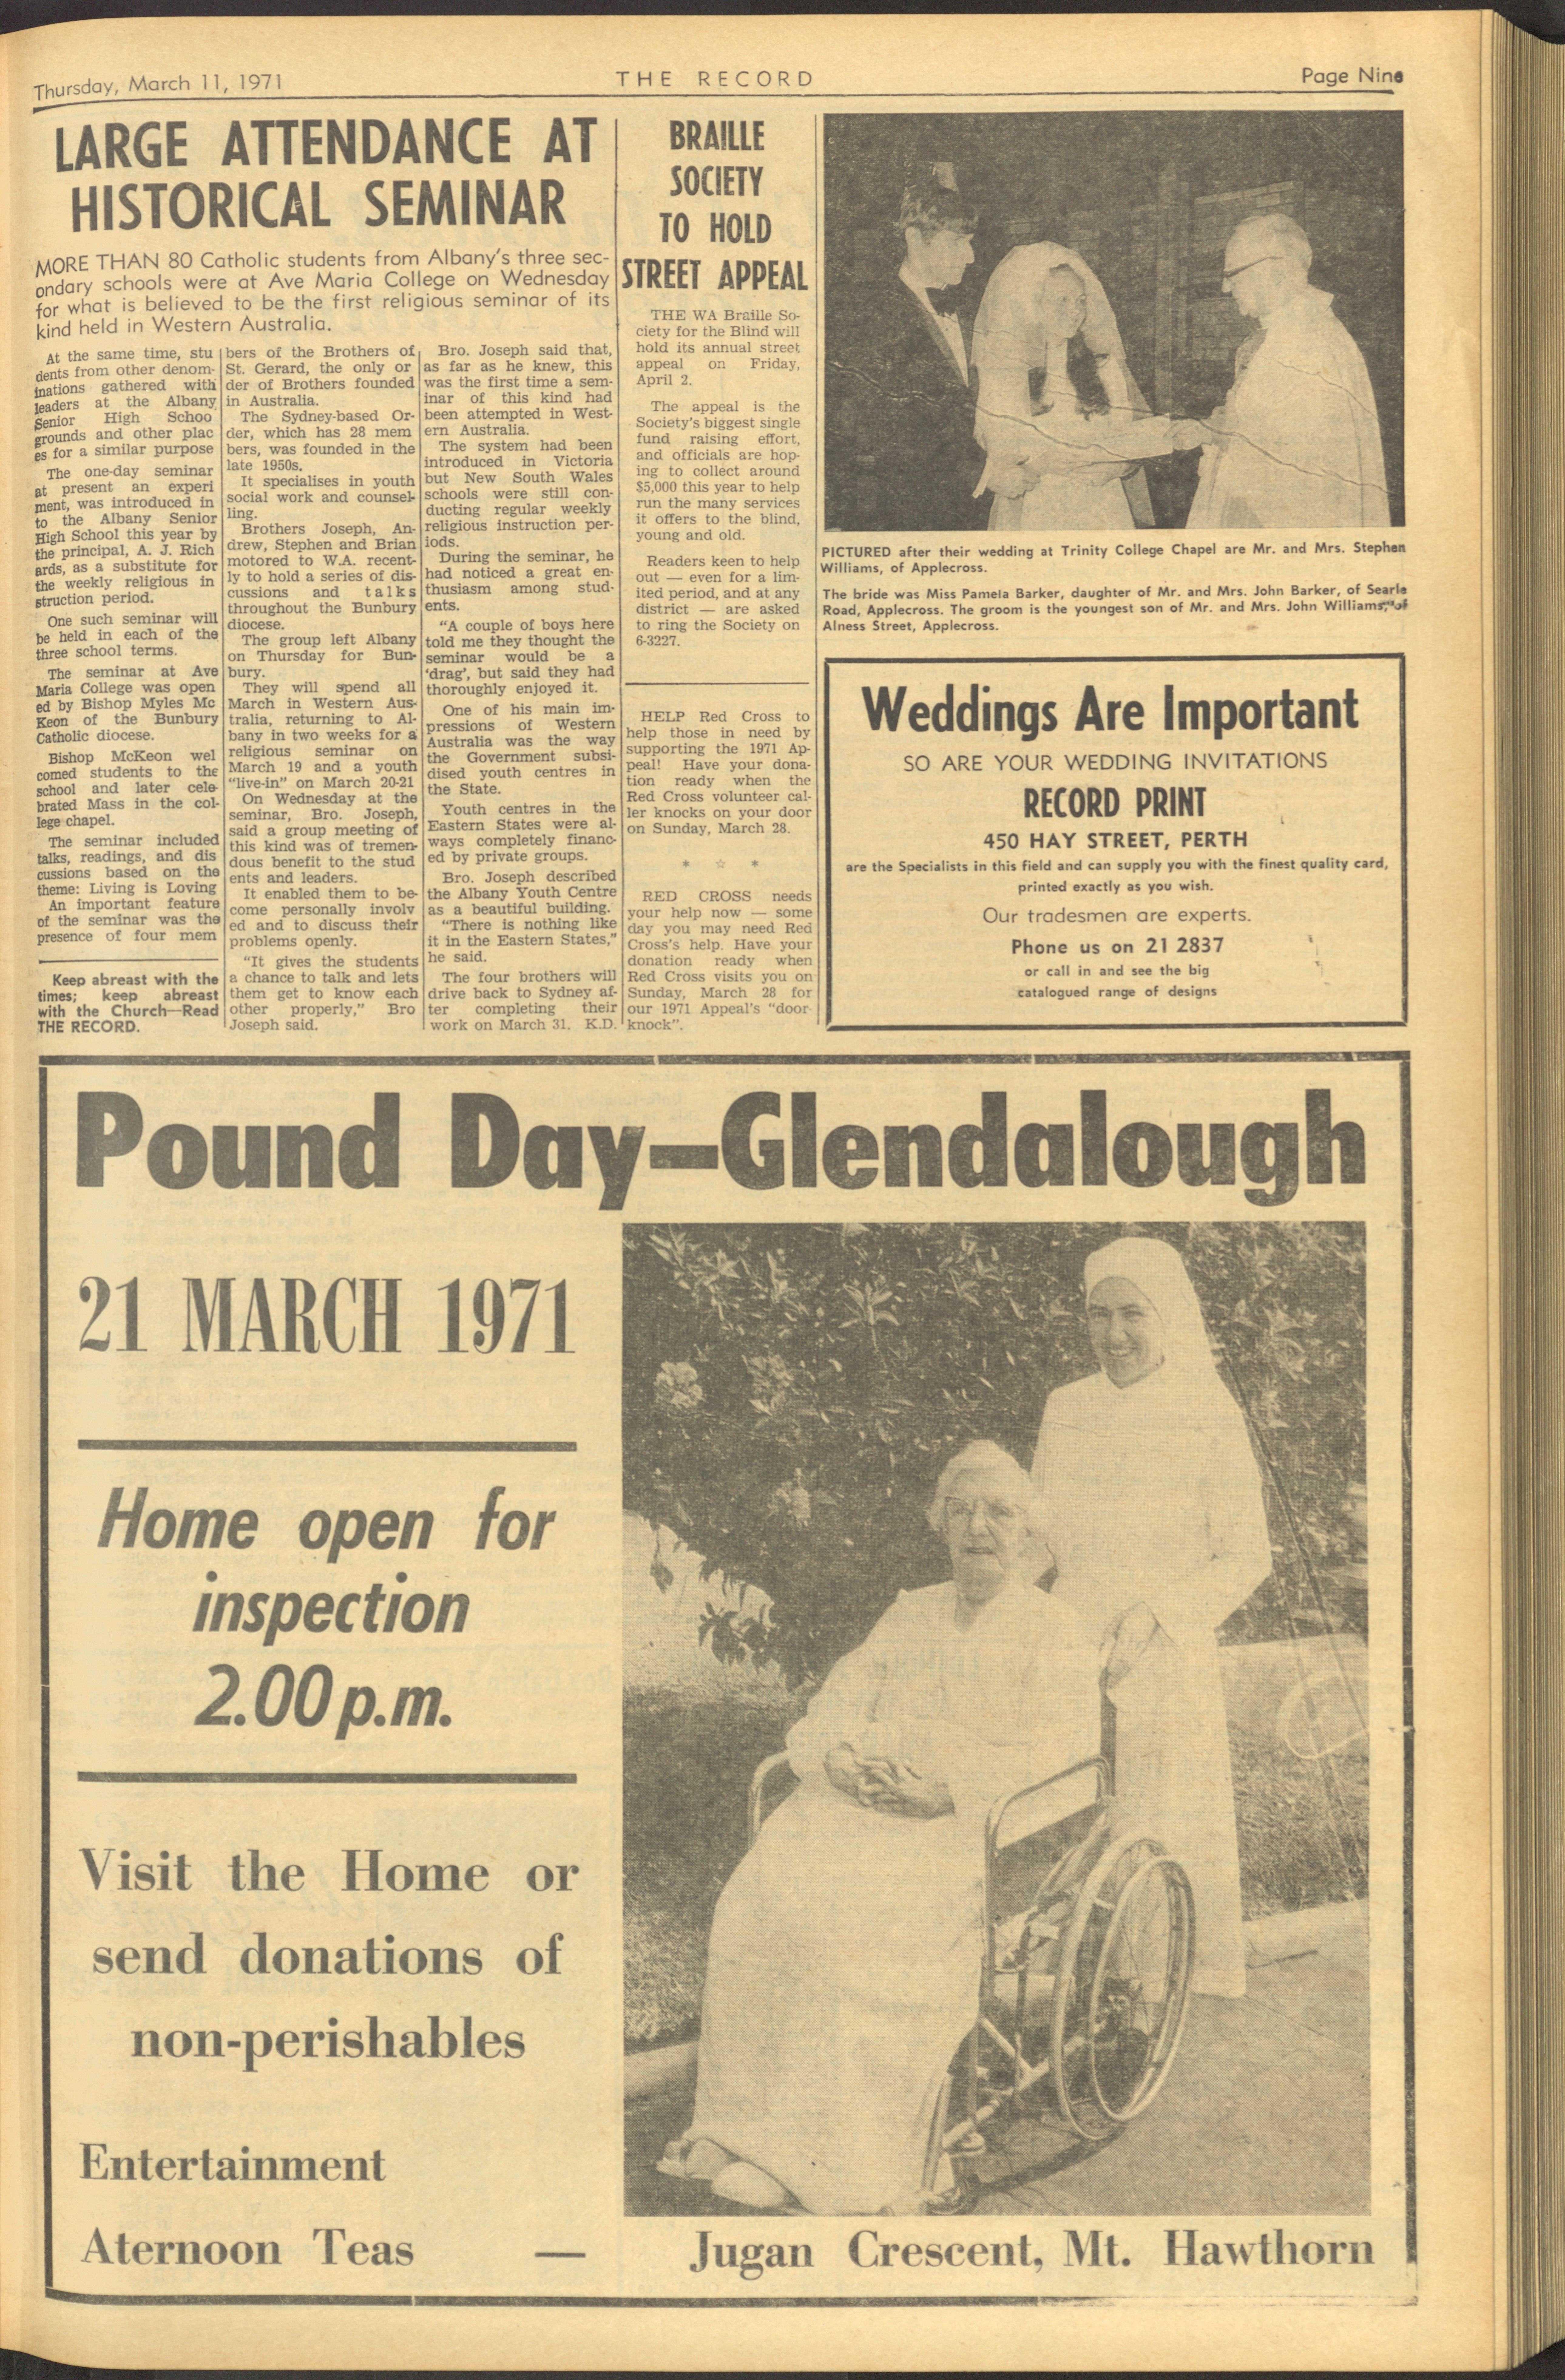 Thursday, March 11, 1971
THE RECORD
Page Nine
LARGE ATTENDANCE AT
HISTORICAL SEMINAR
MORE THAN 80 Catholic students from Albany's three sec-
ondary schools were at Ave Maria College on Wednesday
for what is believed to be the first religious seminar of its
kind held in Western Australia.
At the same time, stu
dents from other denom-
inations gathered with
leaders at the Albany
Senior High Schoo
grounds and other plac
es for a similar purpose
The one-day seminar
at present an experi
ment, was introduced in
to the Albany Senior
High School this year by
the principal, A. J. Rich
ards, as a substitute for
the weekly religious in
struction period.
One such seminar will
be held in each of the
three school terms.
The seminar at Ave
Maria College was open
ed by Bishop Myles Mc
Keon of the Bunbury
Catholic diocese.
Bishop McKeon wel
comed students to the
school and later cele-
brated Mass in the col-
lege chapel.
The seminar included
talks, readings, and dis
cussions based on the
theme: Living is Loving
An important feature
of the seminar was the
presence of four mem
Keep abreast with the
times; keep abreast
with the Church—Read
THE RECORD.
bers of the Brothers of
St. Gerard, the only or
der of Brothers founded
in Australia.
The Sydney-based Or-
der, which has 28 mem
bers, was founded in the
late 1950s.
It specialises in youth
social work and counsel-
ling.
Brothers Joseph, An-
drew, Stephen and Brian
motored to W.A. recent-
ly to hold a series of dis-
cussions and talks
throughout the Bunbury
diocese.
The group left Albany
on Thursday for Bun-
bury.
They will spend all
March in Western Aus-
tralia, returning to Al-
bany in two weeks for a
religious seminar on
March 19 and a youth
"live-in" on March 20-21
On Wednesday at the
seminar, Bro. Joseph,
said a group meeting of
this kind was of tremen-
dous benefit to the stud
ents and leaders.
It enabled them to be-
come personally involv
ed and to discuss their
problems openly.
"It gives the students
a chance to talk and lets
them get to know each
other properly," Bro
Joseph said.
Bro. Joseph said that,
as far as he knew, this
was the first time a sem-
inar of this kind had
been attempted in West-
ern Australia.
The system had been
introduced in Victoria
but New South Wales
schools were still con-
ducting regular weekly
religious instruction per-
iods.
During the seminar, he
had noticed a great en-
thusiasm among stud-
ents.
"A couple of boys here
told me they thought the
seminar would be a
'drag', but said they had
thoroughly enjoyed it.
One of his main im-
pressions of Western
Australia was the way
the Government subsi-
dised youth centres in
the State.
Youth centres in the
Eastern States were al-
ways completely financ-
ed by private groups.
Bro. Joseph described
the Albany Youth Centre
as a beautiful building.
"There is nothing like
it in the Eastern States,"
he said.
The four brothers will
drive back to Sydney af-
ter completing their
work on March 31. K.D.
BRAILLE
SOCIETY
TO HOLD
STREET APPEAL
THE WA Braille So-
ciety for the Blind will
hold its annual street
appeal on Friday,
April 2.
The appeal is the
Society's biggest single
fund raising effort,
and officials are hop-
ing to collect around
$5,000 this year to help
run the many services
it offers to the blind,
young and old.
Readers keen to help
out — even for a lim-
ited period, and at any
district — are asked
to ring the Society on
6-3227.
HELP Red Cross to
help those in need by
supporting the 1971 Ap-
peal! Have your dona-
tion ready when the
Red Cross volunteer cal-
ler knocks on your door
on Sunday, March 28.
* ☆ *
RED CROSS needs
your help now — some
day you may need Red
Cross's help. Have your
donation ready when
Red Cross visits you on
Sunday, March 28 for
our 1971 Appeal's "door-
knock".
PICTURED after their wedding at Trinity College Chapel are Mr. and Mrs. Stephen
Williams, of Applecross.
The bride was Miss Pamela Barker, daughter of Mr. and Mrs. John Barker, of Searle
Road, Applecross. The groom is the youngest son of Mr. and Mrs. John Williams, of
Alness Street, Applecross.
Weddings Are Important
SO ARE YOUR WEDDING INVITATIONS
RECORD PRINT
450 HAY STREET, PERTH
are the Specialists in this field and can supply you with the finest quality card,
printed exactly as you wish.
Our tradesmen are experts.
Phone us on 21 2837
or call in and see the big
catalogued range of designs
Pound Day—Glendalough
21 MARCH 1971
Home open for
inspection
2.00 p.m.
Visit the Home or
send donations of
non-perishables
Entertainment
Aternoon Teas — Jugan Crescent, Mt. Hawthorn